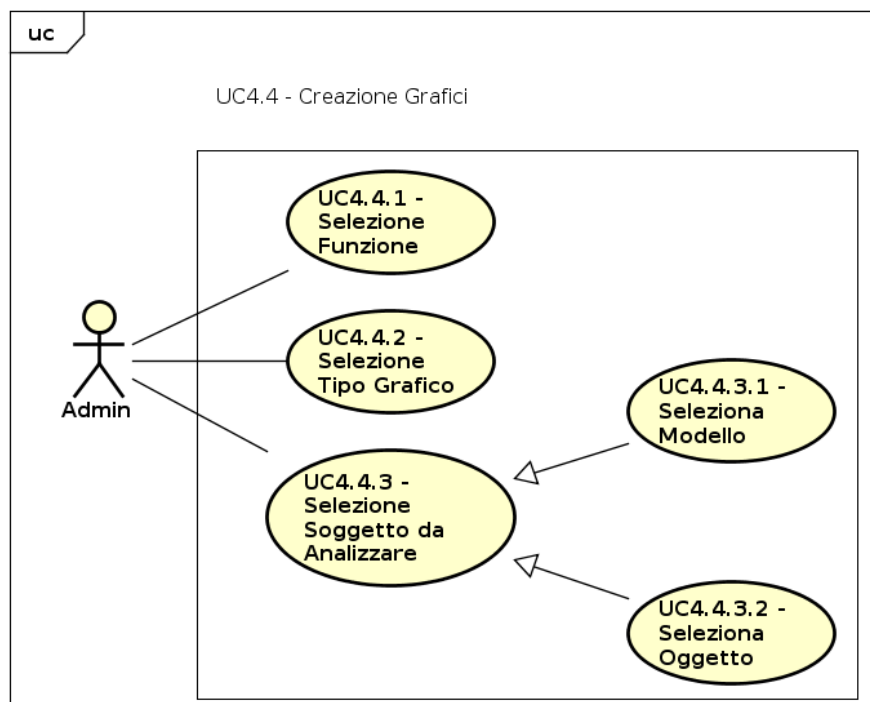 uc
UC4.4 - Creazione Grafici
UC4.4.1 -
Selezione
Funzione
UC4.4.2 -
Selezione
Tipo Grafico
Admin
UC4.4.3 -
Selezione
Soggetto da
Analizzare
UC4.4.3.1 -
Seleziona
Modello
UC4.4.3.2 -
Seleziona
Oggetto